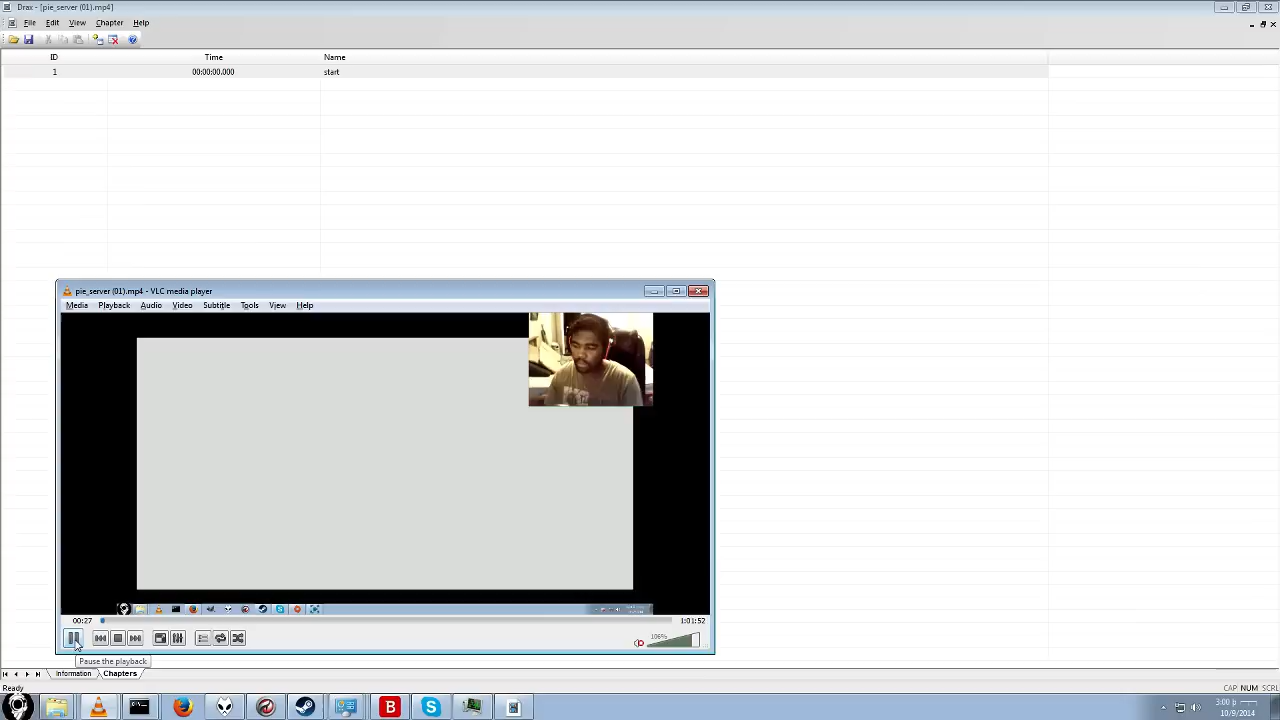 Drax - [pie_server (01).mp4]
File Edit View Chapter Help
ID Time Name
1 00:00:00.000 start
pie_server (01).mp4 - VLC media player
Media Playback Audio Video Subtitle Tools View Help
00:27 1:01:52
106%
Pause the playback
Information Chapters
Ready CAP NUM SCRL
B S
3:00 μ
10/9/2014